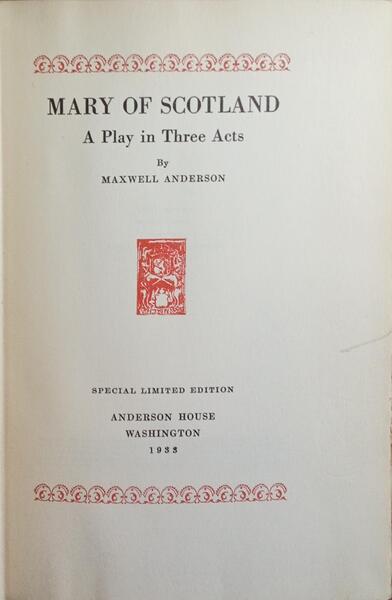 MARY OF SCOTLAND
A Play in Three Acts
By
MAXWELL ANDERSON
SPECIAL LIMITED EDITION
ANDERSON HOUSE
WASHINGTON
1933